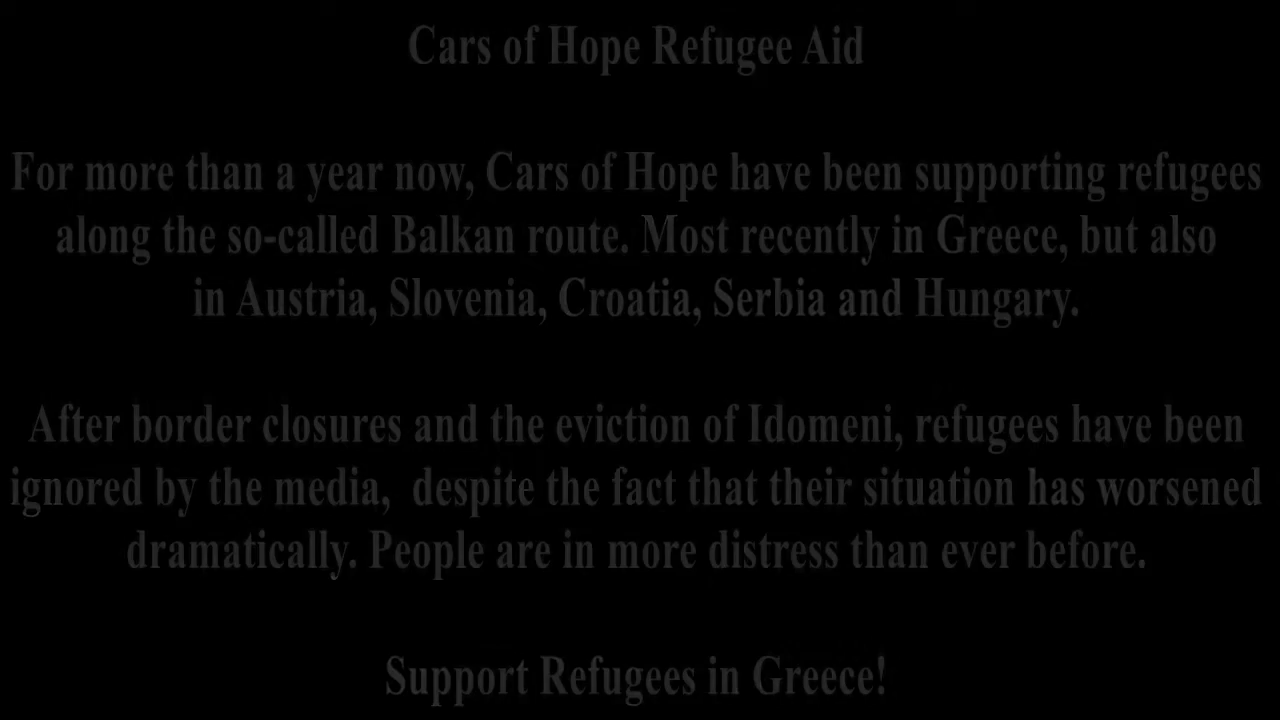 Cars of Hope Refugee Aid
For more than a year now, Cars of Hope have been supporting refugees
along the so-called Balkan route. Most recently in Greece, but also
in Austria, Slovenia, Croatia, Serbia and Hungary.
After border closures and the eviction of Idomeni, refugees have been
ignored by the media,  despite the fact that their situation has worsened
dramatically. People are in more distress than ever before.
Support Refugees in Greece!